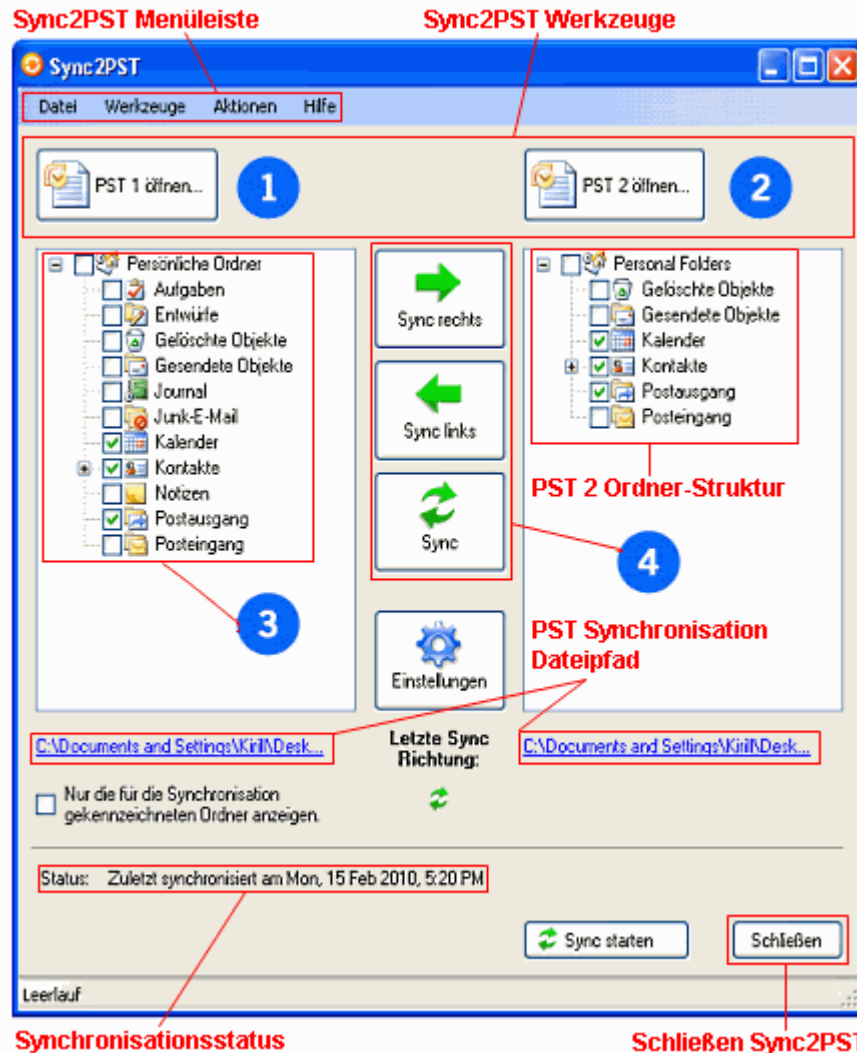 Sync2PST Menüleiste
Sync2PST Werkzeuge
Sync2PST
Datei Werkzeuge Aktionen Hilfe
PST 1 öffnen...
1
PST 2 öffnen...
2
Persönliche Ordner
Aufgaben
Entwürfe
Gelöschte Objekte
Gesendete Objekte
Journal
Junk-E-Mail
Kalender
Kontakte
Notizen
Postausgang
Posteingang
3
Sync rechts
Sync links
Sync
Einstellungen
Personal Folders
Gelöschte Objekte
Gesendete Objekte
Kalender
Kontakte
Postausgang
Posteingang
PST 2 Ordner-Struktur
4
PST Synchronisation
Dateipfad
C:\Documents and Settings\Kirill\Desk...
Letzte Sync
Richtung:
C:\Documents and Settings\Kirill\Desk...
Nur die für die Synchronisation
gekennzeichneten Ordner anzeigen.
Status: Zuletzt synchronisiert am Mon, 15 Feb 2010, 5:20 PM
Sync starten
Schließen
Leerlauf
Synchronisationsstatus
Schließen Sync2PST